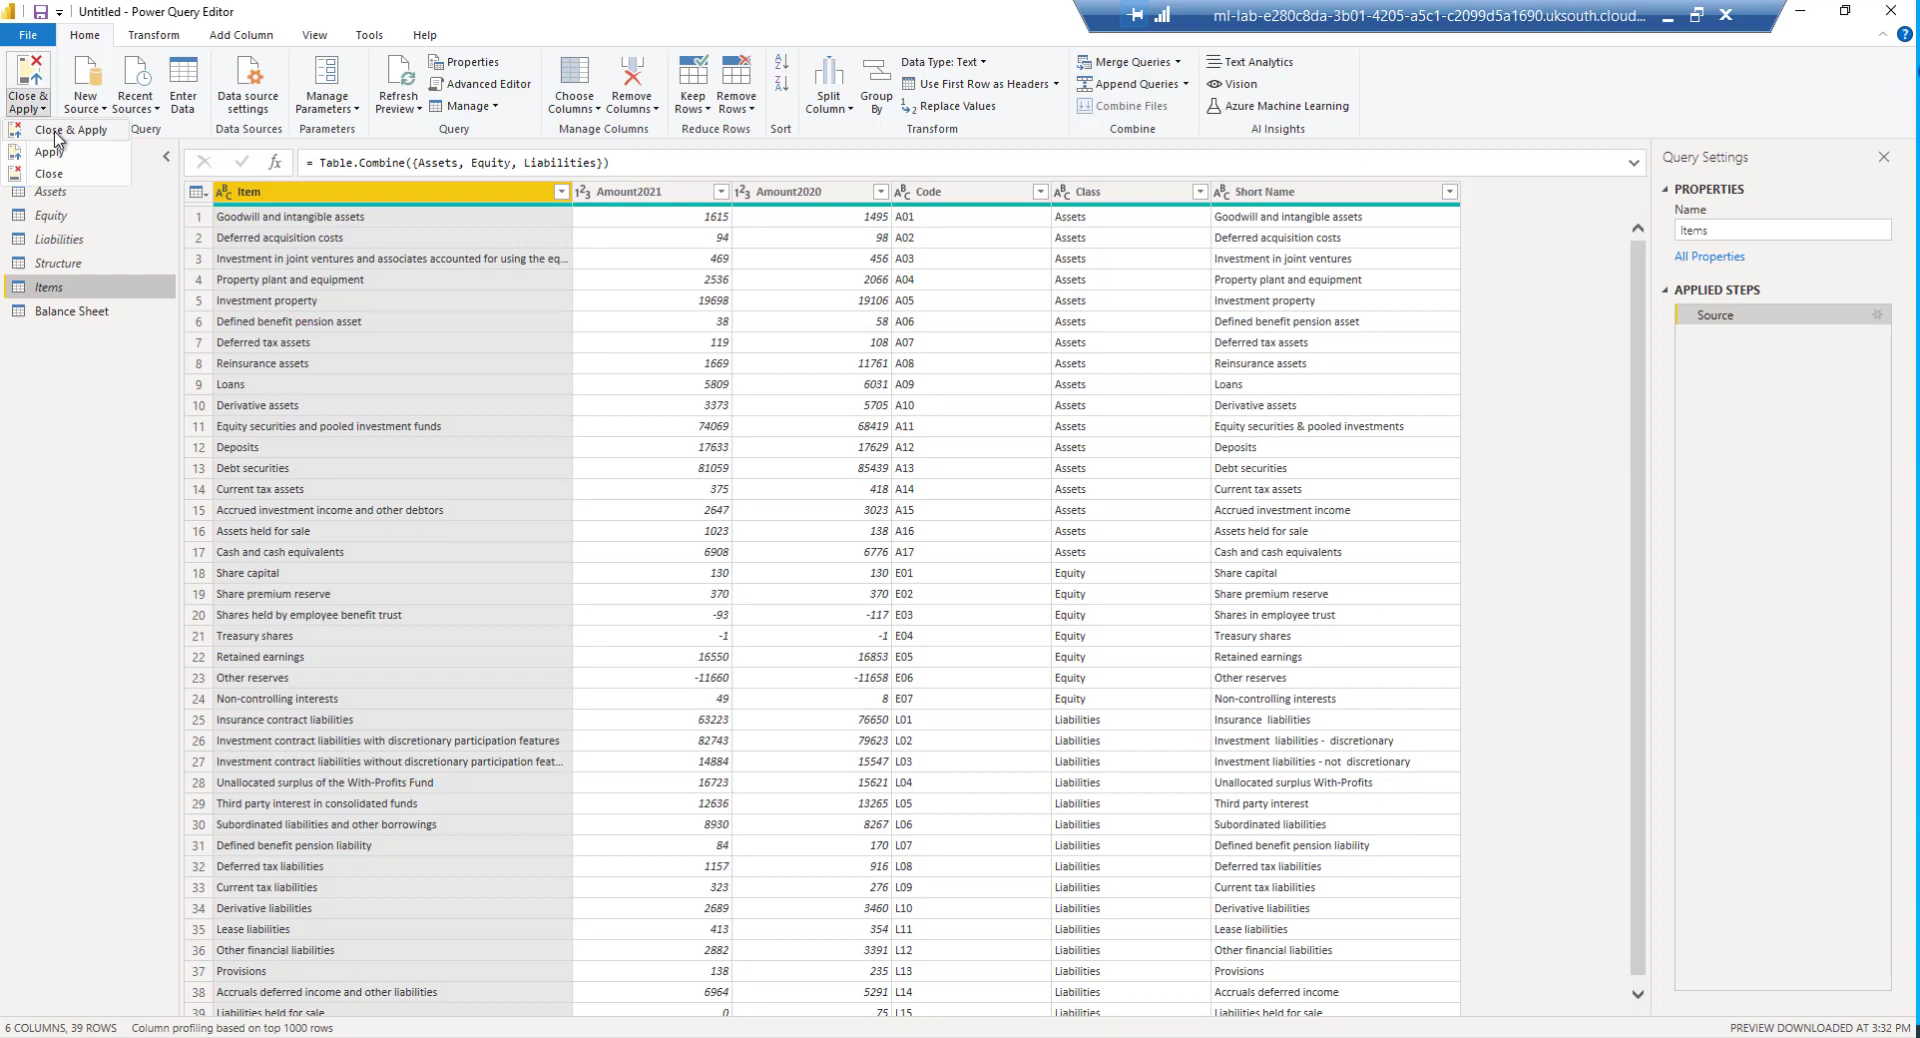 Untitled - Power Query Editor
ml-lab-e280c8da-3b01-4205-a5c1-c2099d5a1690.uksouth.cloud...
File Home Transform Add Column View Tools Help
Close & Apply
New Source
Recent Sources
Enter Data
Data source settings
Manage Parameters
Refresh Preview
Properties
Advanced Editor
Manage
Choose Columns
Remove Columns
Keep Rows
Remove Rows
Split Column
Group By
Data Type: Text
Use First Row as Headers
Replace Values
Merge Queries
Append Queries
Combine Files
Text Analytics
Vision
Azure Machine Learning
Query Data Sources Parameters Query Manage Columns Reduce Rows Sort Transform Combine AI Insights
Close & Apply
Apply
Close
Assets
Equity
Liabilities
Structure
Items
Balance Sheet
= Table.Combine({Assets, Equity, Liabilities})
Item Amount2021 Amount2020 Code Class Short Name
1 Goodwill and intangible assets 1615 1495 A01 Assets Goodwill and intangible assets
2 Deferred acquisition costs 94 98 A02 Assets Deferred acquisition costs
3 Investment in joint ventures and associates accounted for using the eq... 469 456 A03 Assets Investment in joint ventures
4 Property plant and equipment 2536 2066 A04 Assets Property plant and equipment
5 Investment property 19698 19106 A05 Assets Investment property
6 Defined benefit pension asset 38 58 A06 Assets Defined benefit pension asset
7 Deferred tax assets 119 108 A07 Assets Deferred tax assets
8 Reinsurance assets 1669 11761 A08 Assets Reinsurance assets
9 Loans 5809 6031 A09 Assets Loans
10 Derivative assets 3373 5705 A10 Assets Derivative assets
11 Equity securities and pooled investment funds 74069 68419 A11 Assets Equity securities & pooled investments
12 Deposits 17633 17629 A12 Assets Deposits
13 Debt securities 81059 85439 A13 Assets Debt securities
14 Current tax assets 375 418 A14 Assets Current tax assets
15 Accrued investment income and other debtors 2647 3023 A15 Assets Accrued investment income
16 Assets held for sale 1023 138 A16 Assets Assets held for sale
17 Cash and cash equivalents 6908 6776 A17 Assets Cash and cash equivalents
18 Share capital 130 130 E01 Equity Share capital
19 Share premium reserve 370 370 E02 Equity Share premium reserve
20 Shares held by employee benefit trust -93 -117 E03 Equity Shares in employee trust
21 Treasury shares -1 -1 E04 Equity Treasury shares
22 Retained earnings 16550 16853 E05 Equity Retained earnings
23 Other reserves -11660 -11658 E06 Equity Other reserves
24 Non-controlling interests 49 8 E07 Equity Non-controlling interests
25 Insurance contract liabilities 63223 76650 L01 Liabilities Insurance liabilities
26 Investment contract liabilities with discretionary participation features 82743 79623 L02 Liabilities Investment liabilities - discretionary
27 Investment contract liabilities without discretionary participation feat... 14884 15547 L03 Liabilities Investment liabilities - not discretionary
28 Unallocated surplus of the With-Profits Fund 16723 15621 L04 Liabilities Unallocated surplus With-Profits
29 Third party interest in consolidated funds 12636 13265 L05 Liabilities Third party interest
30 Subordinated liabilities and other borrowings 8930 8267 L06 Liabilities Subordinated liabilities
31 Defined benefit pension liability 84 170 L07 Liabilities Defined benefit pension liability
32 Deferred tax liabilities 1157 916 L08 Liabilities Deferred tax liabilities
33 Current tax liabilities 323 276 L09 Liabilities Current tax liabilities
34 Derivative liabilities 2689 3460 L10 Liabilities Derivative liabilities
35 Lease liabilities 413 354 L11 Liabilities Lease liabilities
36 Other financial liabilities 2882 3391 L12 Liabilities Other financial liabilities
37 Provisions 138 235 L13 Liabilities Provisions
38 Accruals deferred income and other liabilities 6964 5291 L14 Liabilities Accruals deferred income
39 Liabilities held for sale 0 75 L15 Liabilities Liabilities held for sale
Query Settings
PROPERTIES
Name
Items
All Properties
APPLIED STEPS
Source
6 COLUMNS, 39 ROWS Column profiling based on top 1000 rows
PREVIEW DOWNLOADED AT 3:32 PM